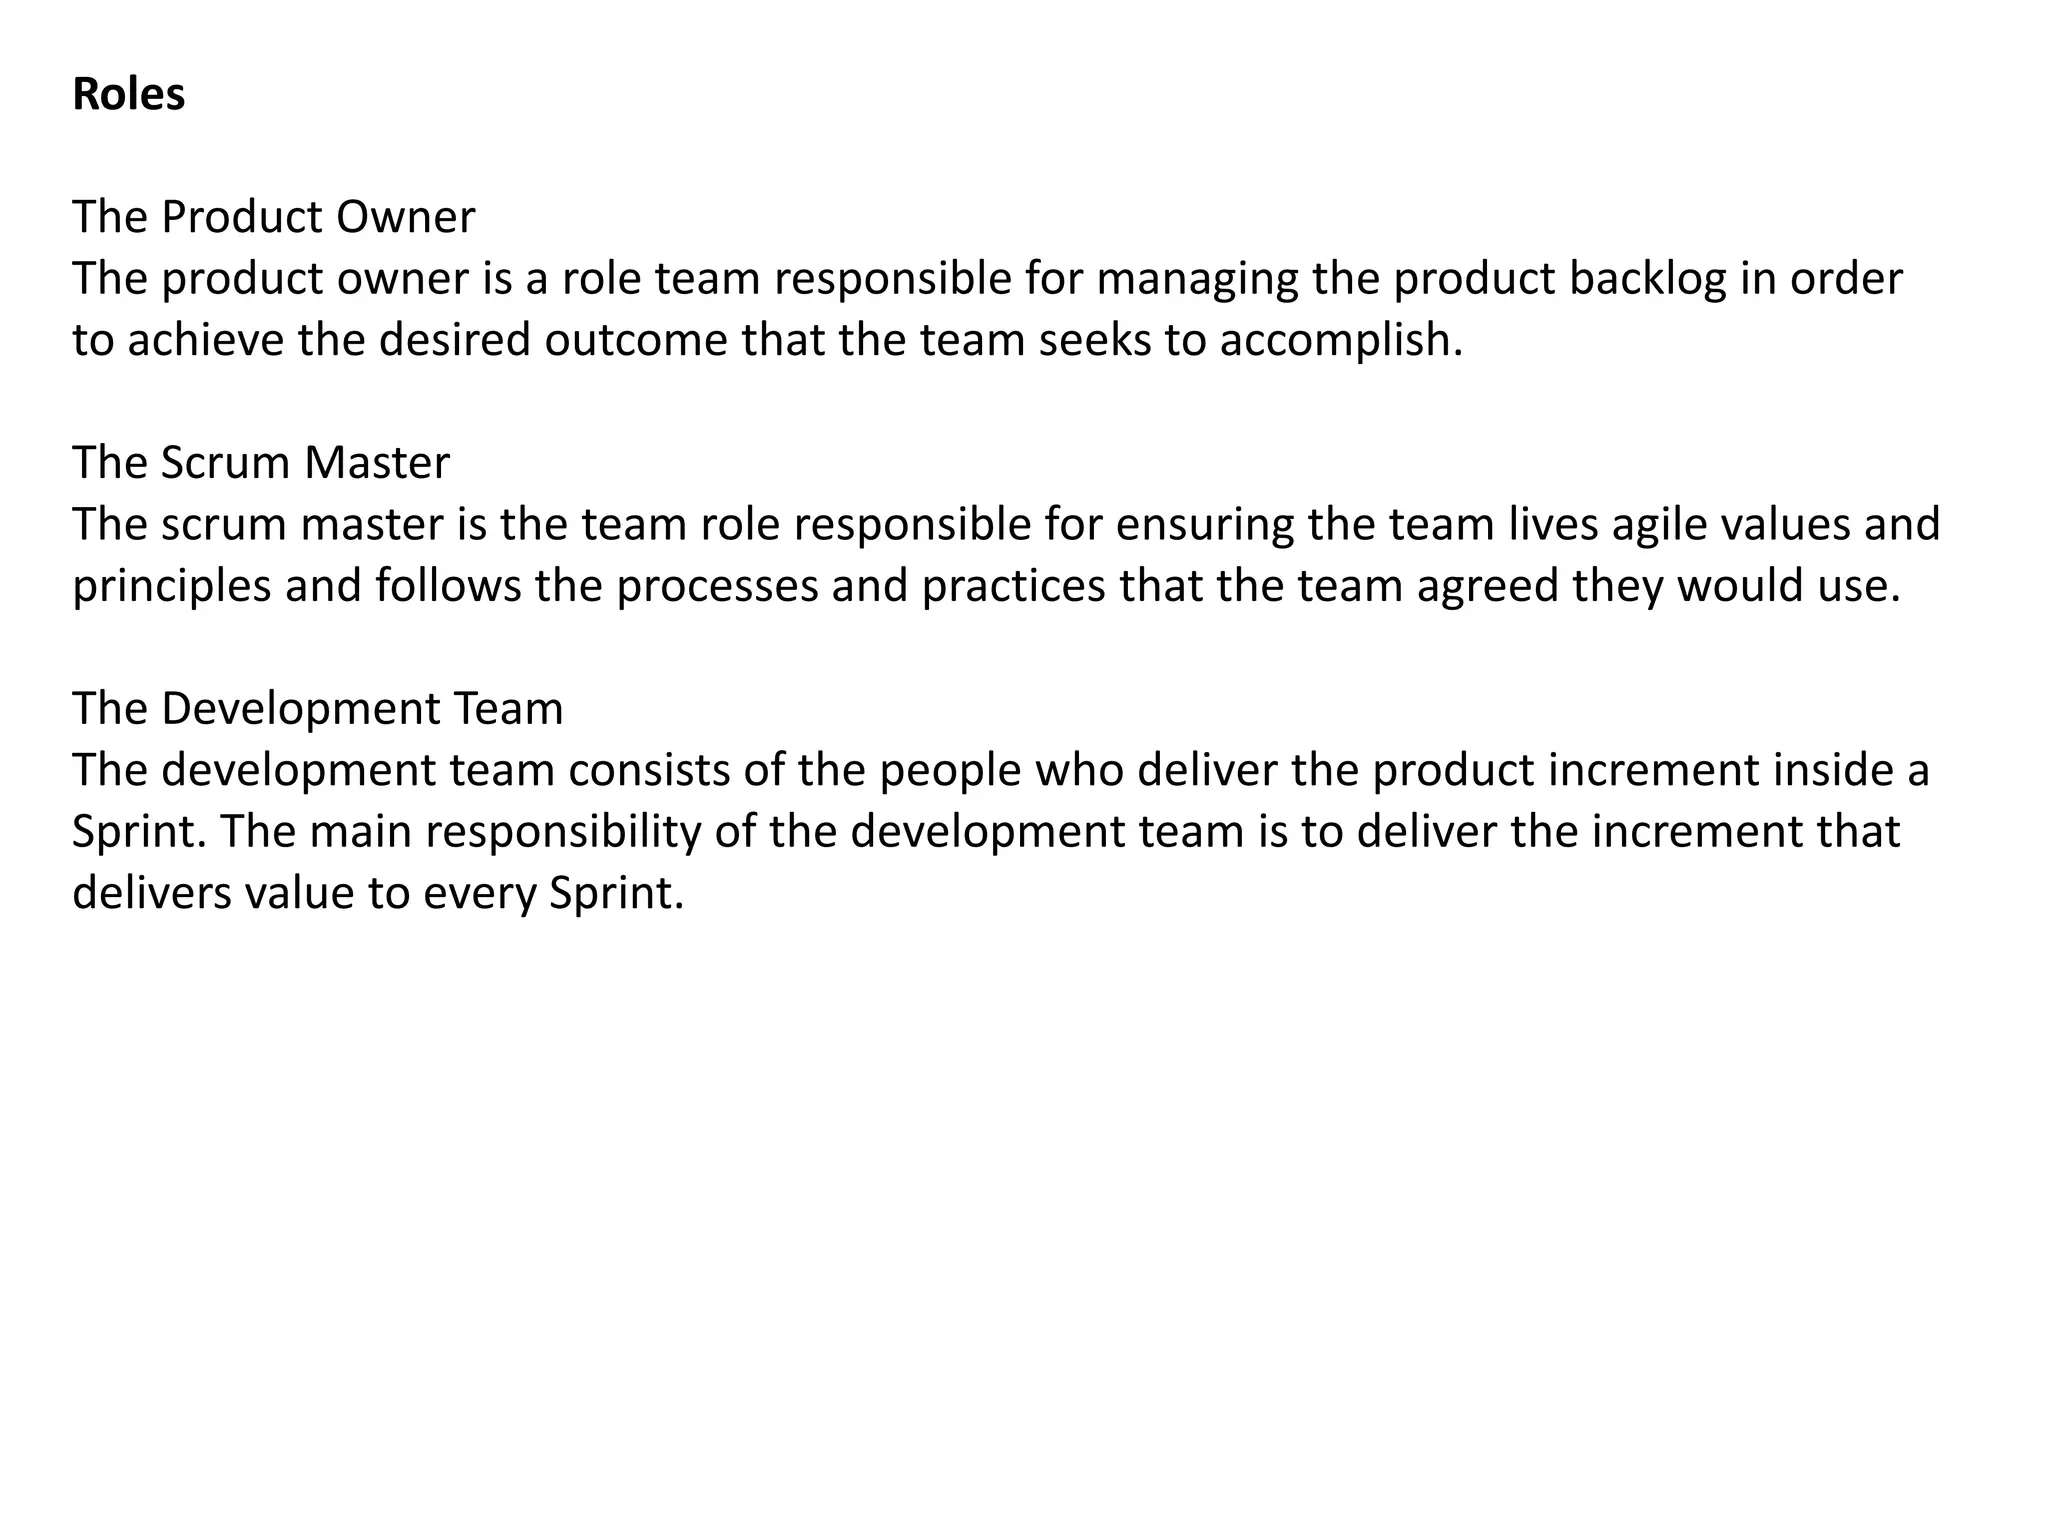 Roles
The Product Owner
The product owner is a role team responsible for managing the product backlog in order
to achieve the desired outcome that the team seeks to accomplish.
The Scrum Master
The scrum master is the team role responsible for ensuring the team lives agile values and
principles and follows the processes and practices that the team agreed they would use.
The Development Team
The development team consists of the people who deliver the product increment inside a
Sprint. The main responsibility of the development team is to deliver the increment that
delivers value to every Sprint.